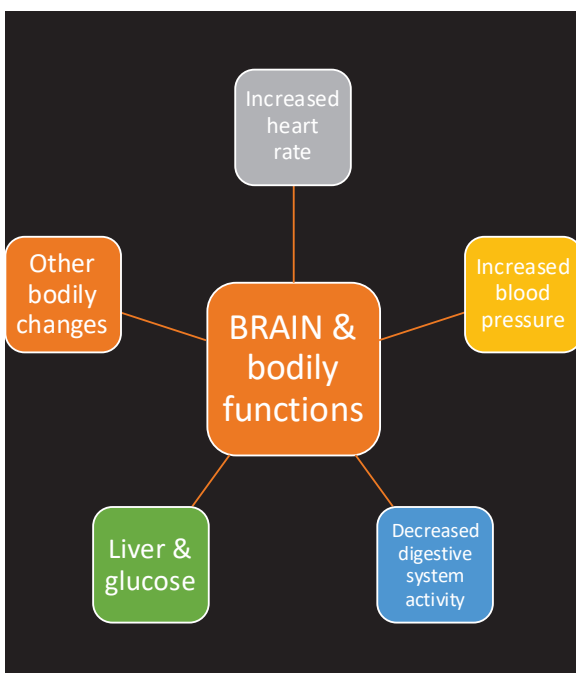 Increased
heart
rate
Other
bodily
changes
Increased
blood
pressure
BRAIN &
bodily
functions
Liver &
glucose
Decreased
digestive
system
activity